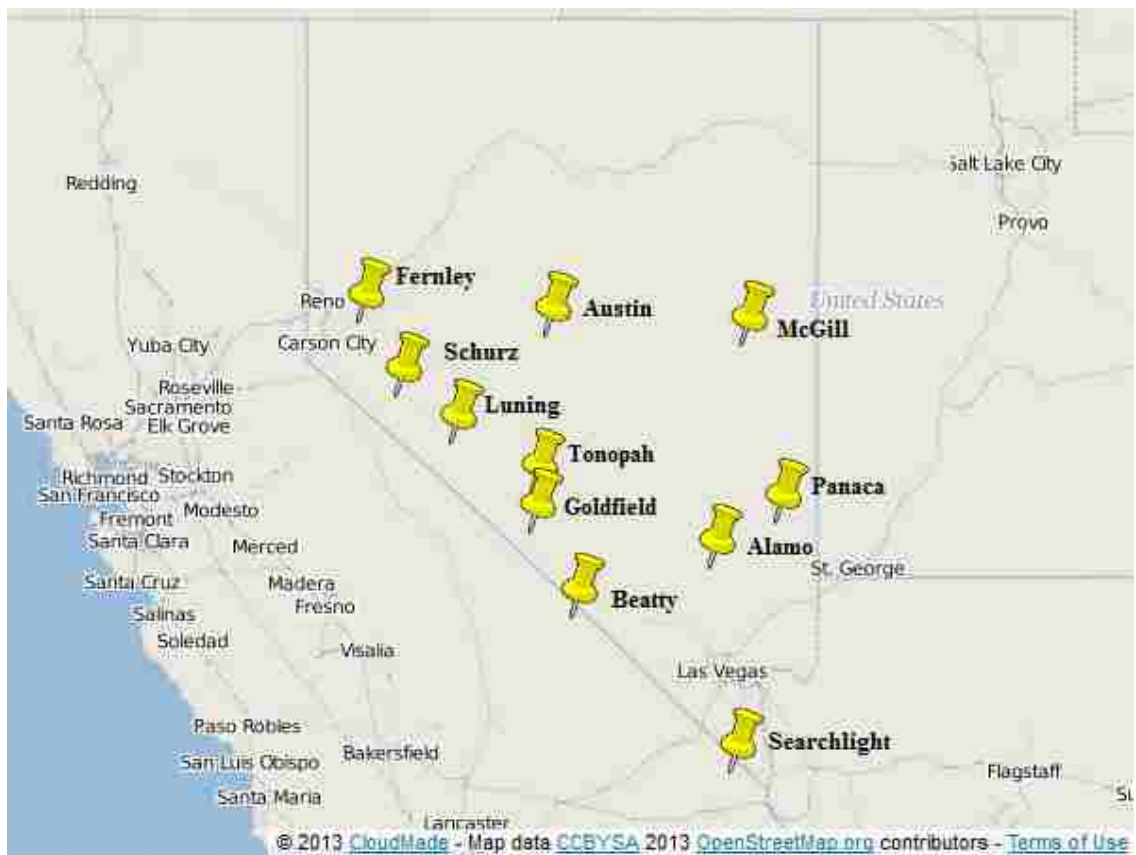 Salt Lake City
Redding
Provo
Fernley
Reno
United States
Austin
McGill
Carson City
Yuba City
Schurz
Roseville
Sacramento
Luning
Santa Rosa
Elk Grove
Tonopah
Richmond
Stockton
Panaca
San Francisco
Goldfield
Modesto
Fremont
Santa Clara
Merced
Alamo
St. George
Santa Cruz
Madera
Beatty
Fresno
Salinas
Soledad
Visalia
Las Vegas
Paso Robles
Searchlight
Bakersfield
San Luis Obispo
Flagstaff
Santa Maria
Lancaster
© 2013 CloudMade - Map data CCBYSA 2013 OpenStreetMap.org contributors - Terms of Use